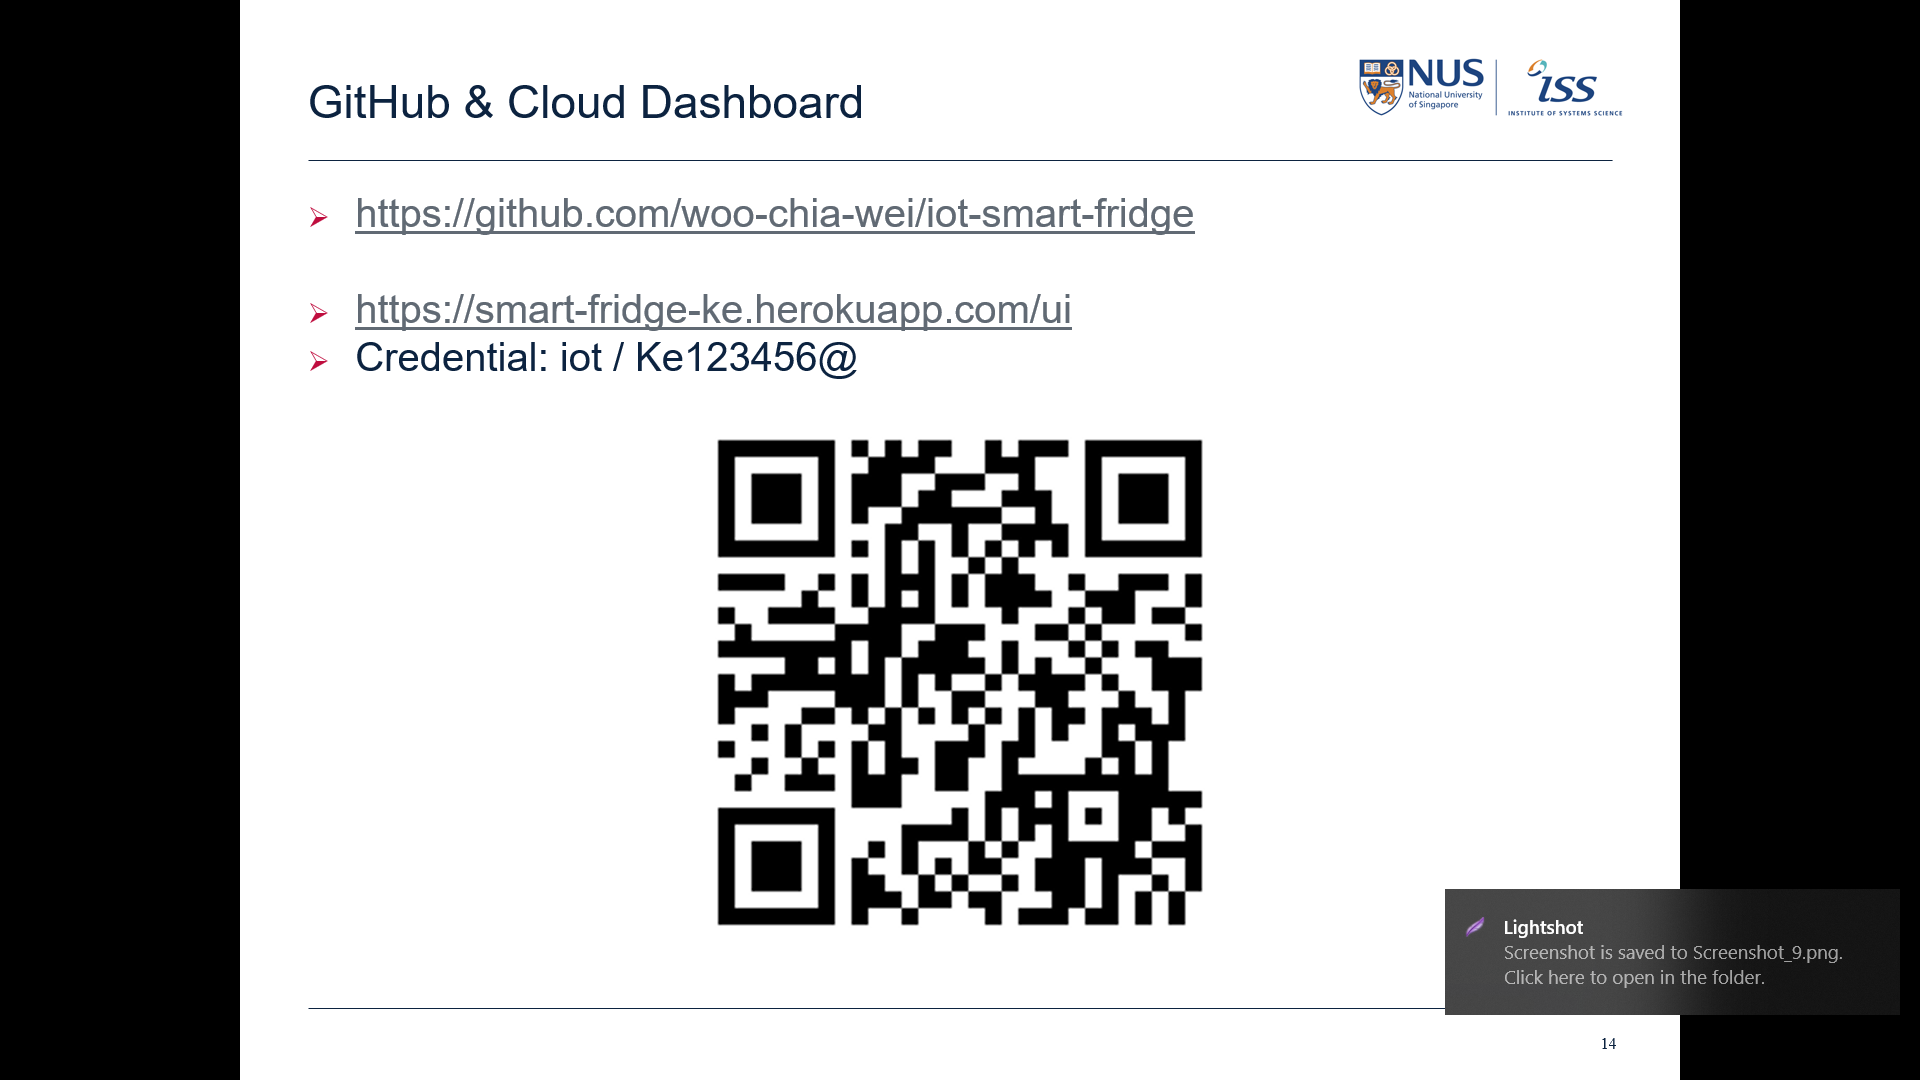 GitHub & Cloud Dashboard
NUS
National University
of Singapore
iss
INSTITUTE OF SYSTEMS SCIENCE
https://github.com/woo-chia-wei/iot-smart-fridge
https://smart-fridge-ke.herokuapp.com/ui
Credential: iot / Ke123456@
Lightshot
Screenshot is saved to Screenshot_9.png.
Click here to open in the folder.
14